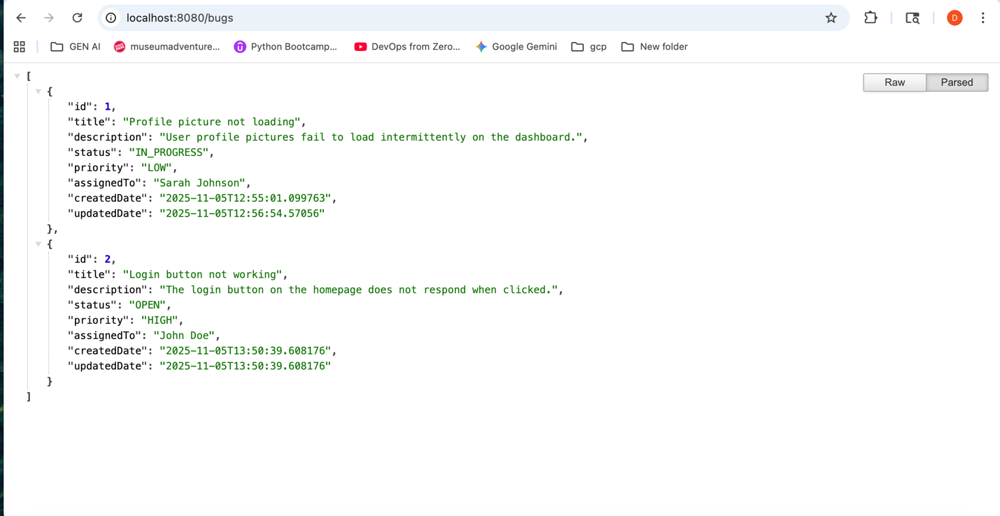 localhost:8080/bugs
D
GEN AI museumadventure... Python Bootcamp... DevOps from Zero... Google Gemini gcp New folder
Raw Parsed
[
{
"id": 1,
"title": "Profile picture not loading",
"description": "User profile pictures fail to load intermittently on the dashboard.",
"status": "IN_PROGRESS",
"priority": "LOW",
"assignedTo": "Sarah Johnson",
"createdDate": "2025-11-05T12:55:01.099763",
"updatedDate": "2025-11-05T12:56:54.57056"
},
{
"id": 2,
"title": "Login button not working",
"description": "The login button on the homepage does not respond when clicked.",
"status": "OPEN",
"priority": "HIGH",
"assignedTo": "John Doe",
"createdDate": "2025-11-05T13:50:39.608176",
"updatedDate": "2025-11-05T13:50:39.608176"
}
]